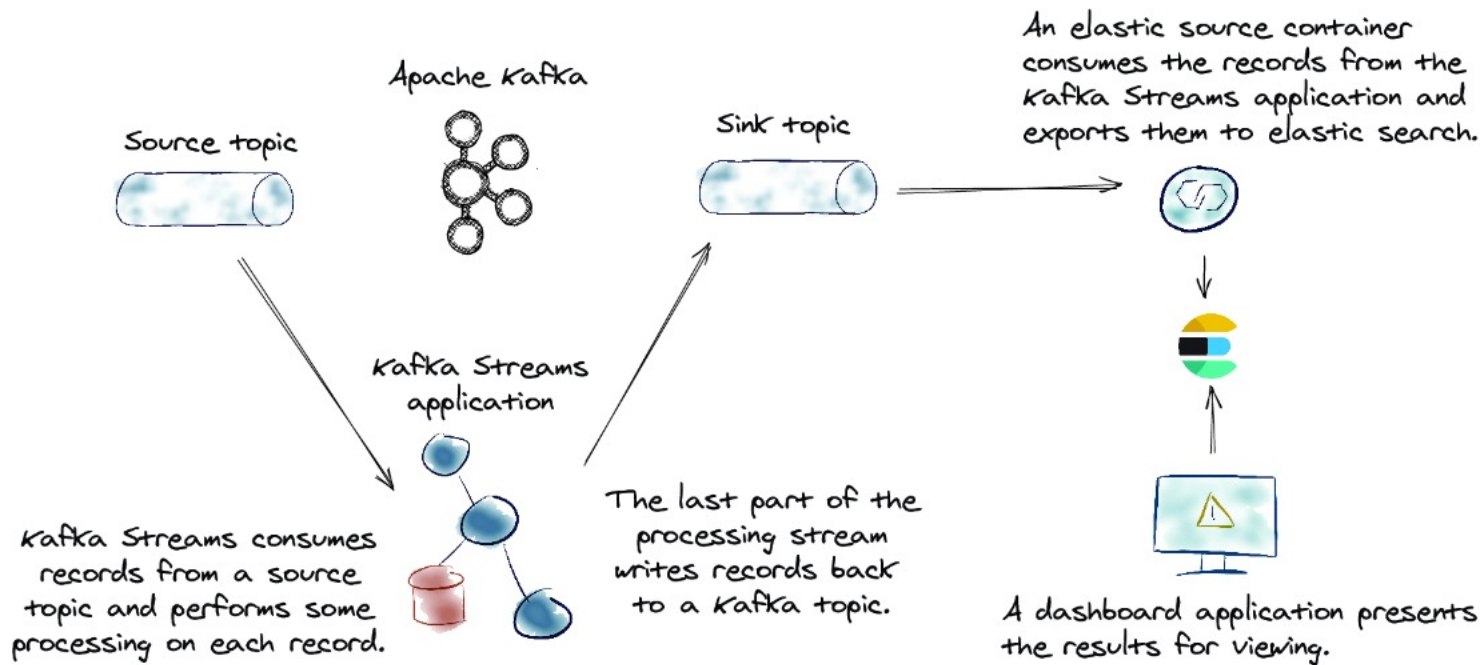 Apache Kafka
Source topic
Sink topic
An elastic source container
consumes the records from the
Kafka Streams application and
exports them to elastic search.
Kafka Streams
application
Kafka Streams consumes
records from a source
topic and performs some
processing on each record.
The last part of the
processing stream
writes records back
to a Kafka topic.
A dashboard application presents
the results for viewing.